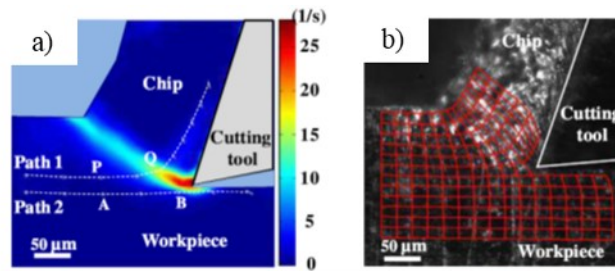 a)
(1/s)
25
20
15
10
5
0
Chip
Cutting
tool
Path 1
P
Q
Path 2
A
B
50 μm
Workpiece
b)
Chip
Cutting
tool
50 μm
Workpiece